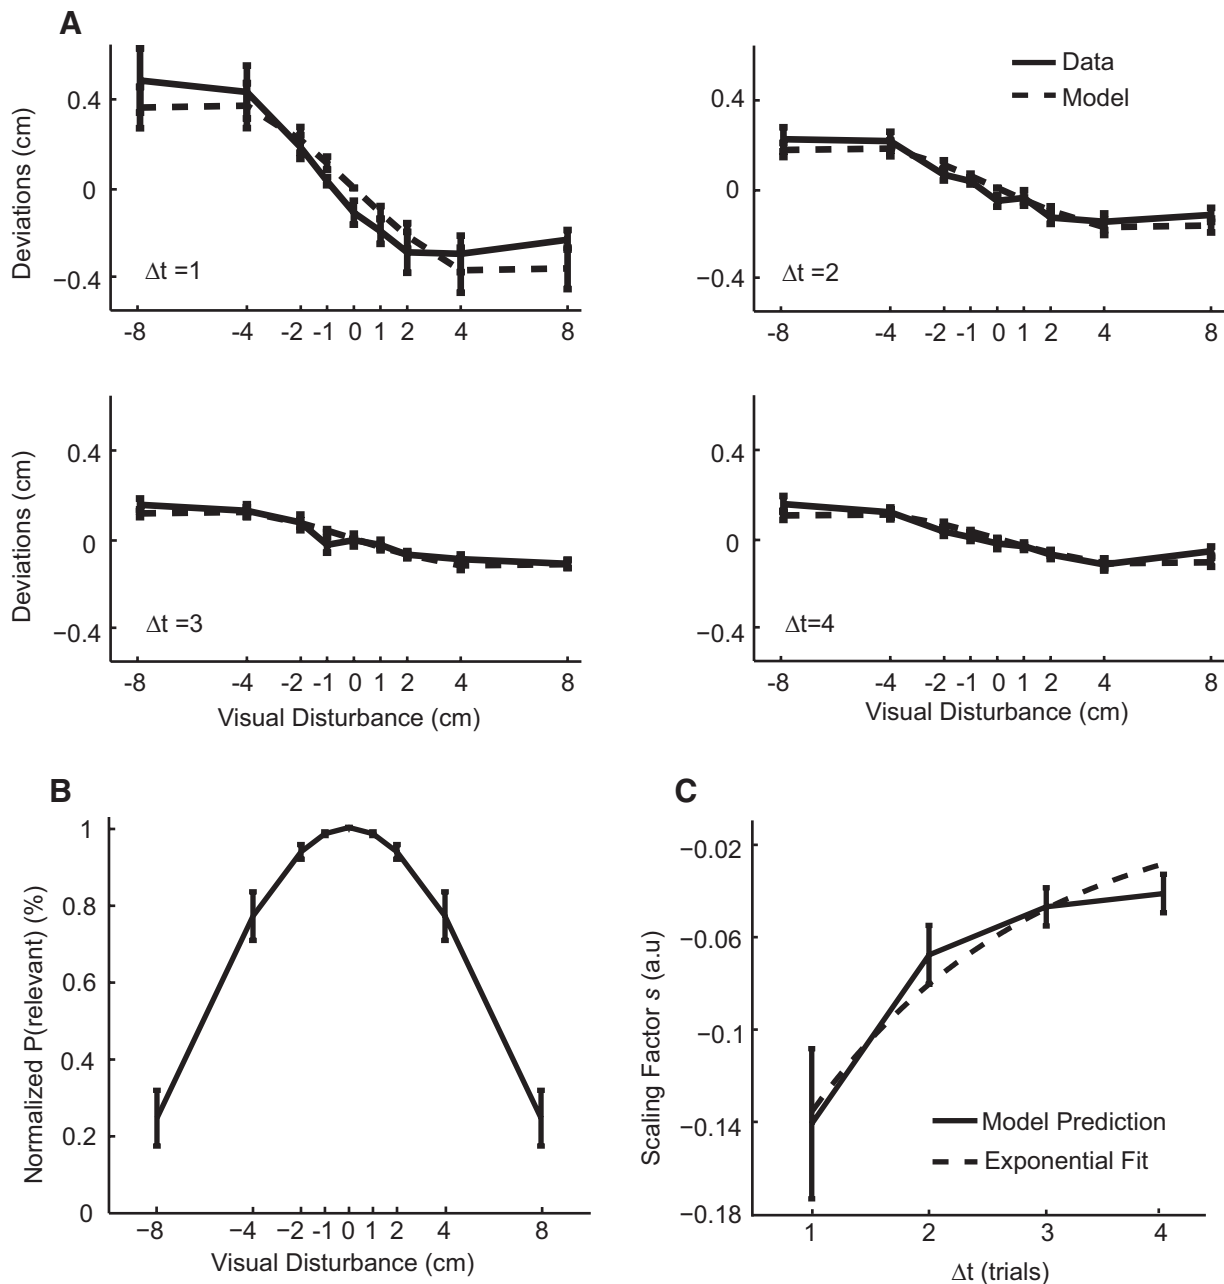 A
Deviations (cm)
0.4
0
−0.4
Δt =1
-8 -4 -2 -1 0 1 2 4 8
Data
Model
0.4
0
−0.4
Δt =2
-8 -4 -2 -1 0 1 2 4 8
Deviations (cm)
0.4
0
−0.4
Δt =3
-8 -4 -2 -1 0 1 2 4 8
Visual Disturbance (cm)
0.4
0
−0.4
Δt=4
-8 -4 -2 -1 0 1 2 4 8
Visual Disturbance (cm)
B
Normalized P(relevant) (%)
1
0.8
0.6
0.4
0.2
0
−8 −4 −2 -1 0 1 2 4 8
Visual Disturbance (cm)
C
Scaling Factor s (a.u)
−0.02
−0.06
−0.1
−0.14
−0.18
Model Prediction
Exponential Fit
1 2 3 4
Δt (trials)